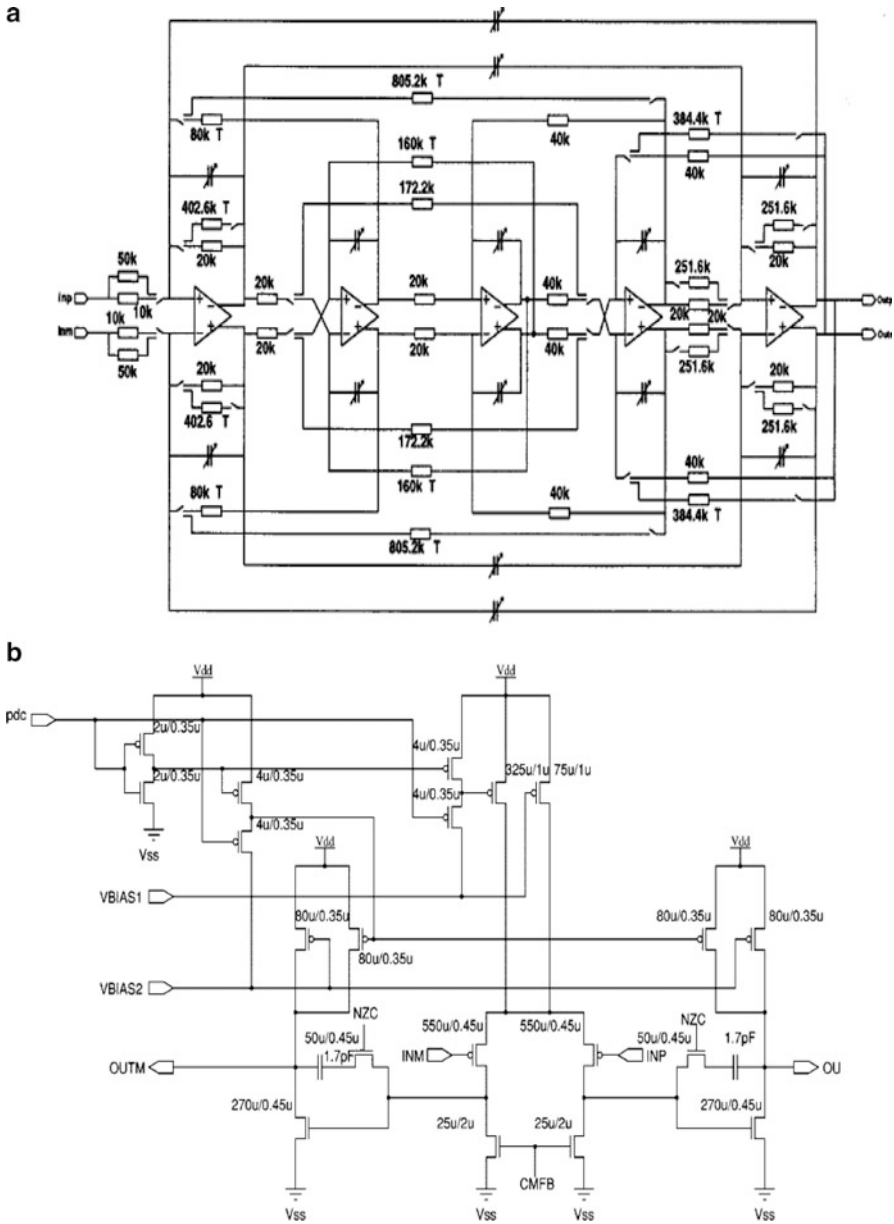 a
805.2k T
384.4k T
80k T
40k
160k T
40k
172.2k
402.6k T
251.6k
50k
20k
20k
inp
10k
10k
20k
20k
40k
251.6k
20k
20k
Outp
Inm
10k
20k
20k
40k
Outm
50k
251.6k
20k
20k
402.6 T
172.2k
251.6k
40k
80k T
160k T
40k
384.4k T
805.2k T
b
Vdd
Vdd
pdc
2u/0.35u
4u/0.35u
2u/0.35u
4u/0.35u
325u/1u
75u/1u
4u/0.35u
4u/0.35u
Vss
Vdd
Vdd
VBIAS1
80u/0.35u
80u/0.35u
80u/0.35u
80u/0.35u
VBIAS2
NZC
550u/0.45u
550u/0.45u
NZC
50u/0.45u
50u/0.45u
1.7pF
1.7pF
INM
INP
OUTM
OU
270u/0.45u
25u/2u
25u/2u
270u/0.45u
CMFB
Vss
Vss
Vss
Vss